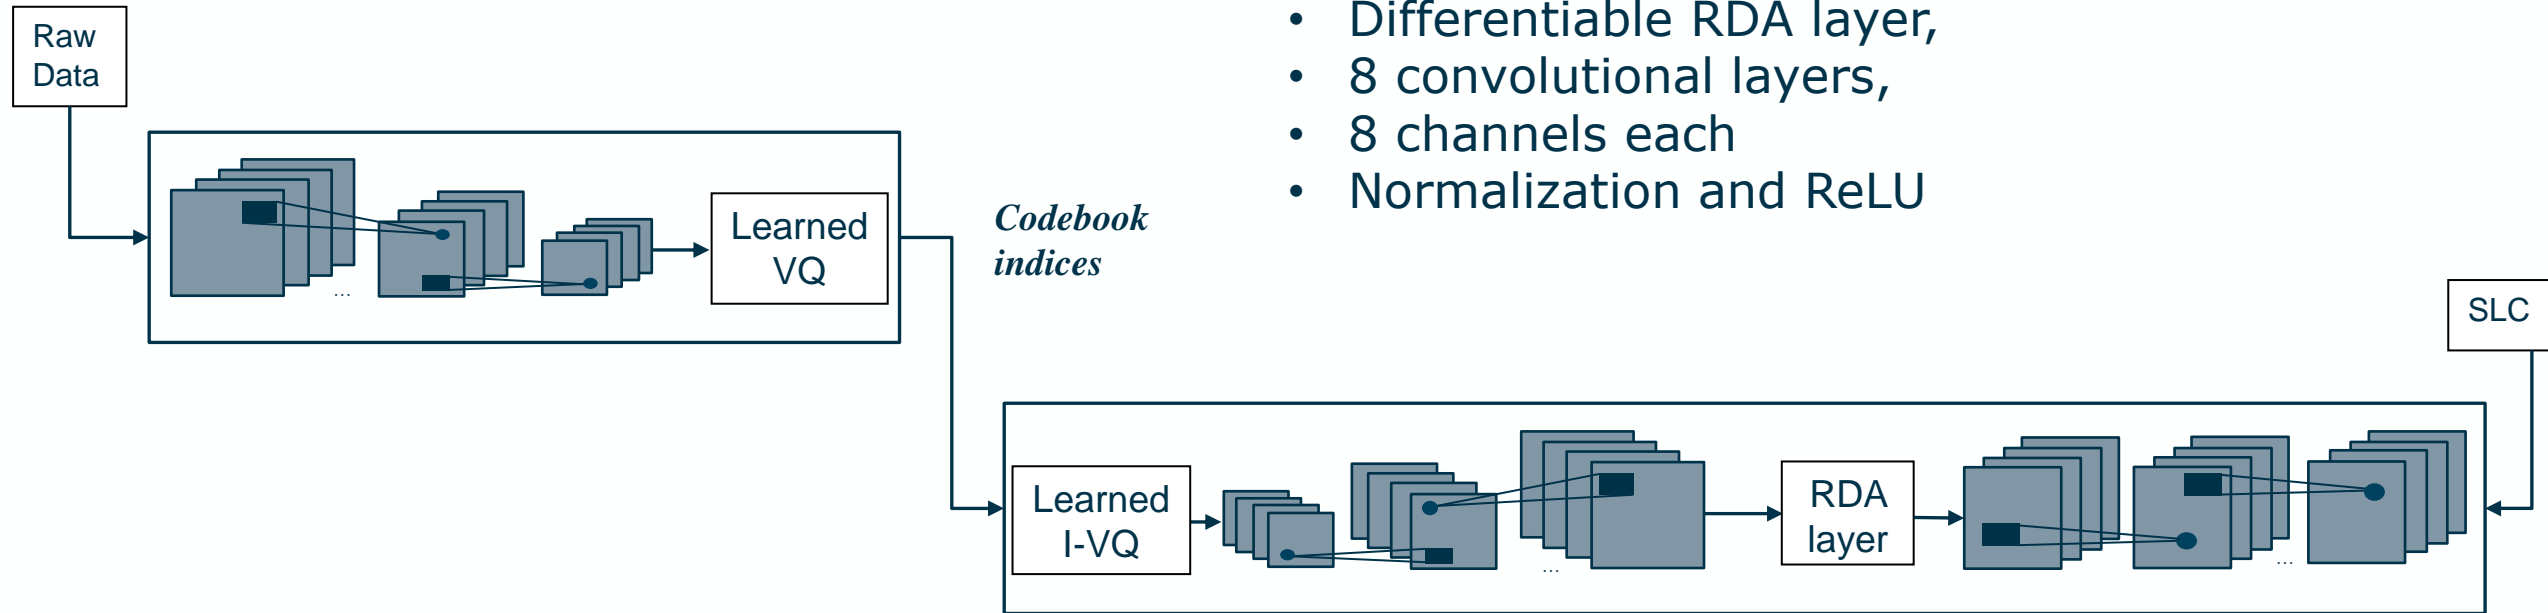 Raw
Data
• Differentiable RDA layer,
• 8 convolutional layers,
• 8 channels each
• Normalization and ReLU
...
Learned
VQ
Codebook
indices
SLC
Learned
I-VQ
...
RDA
layer
...